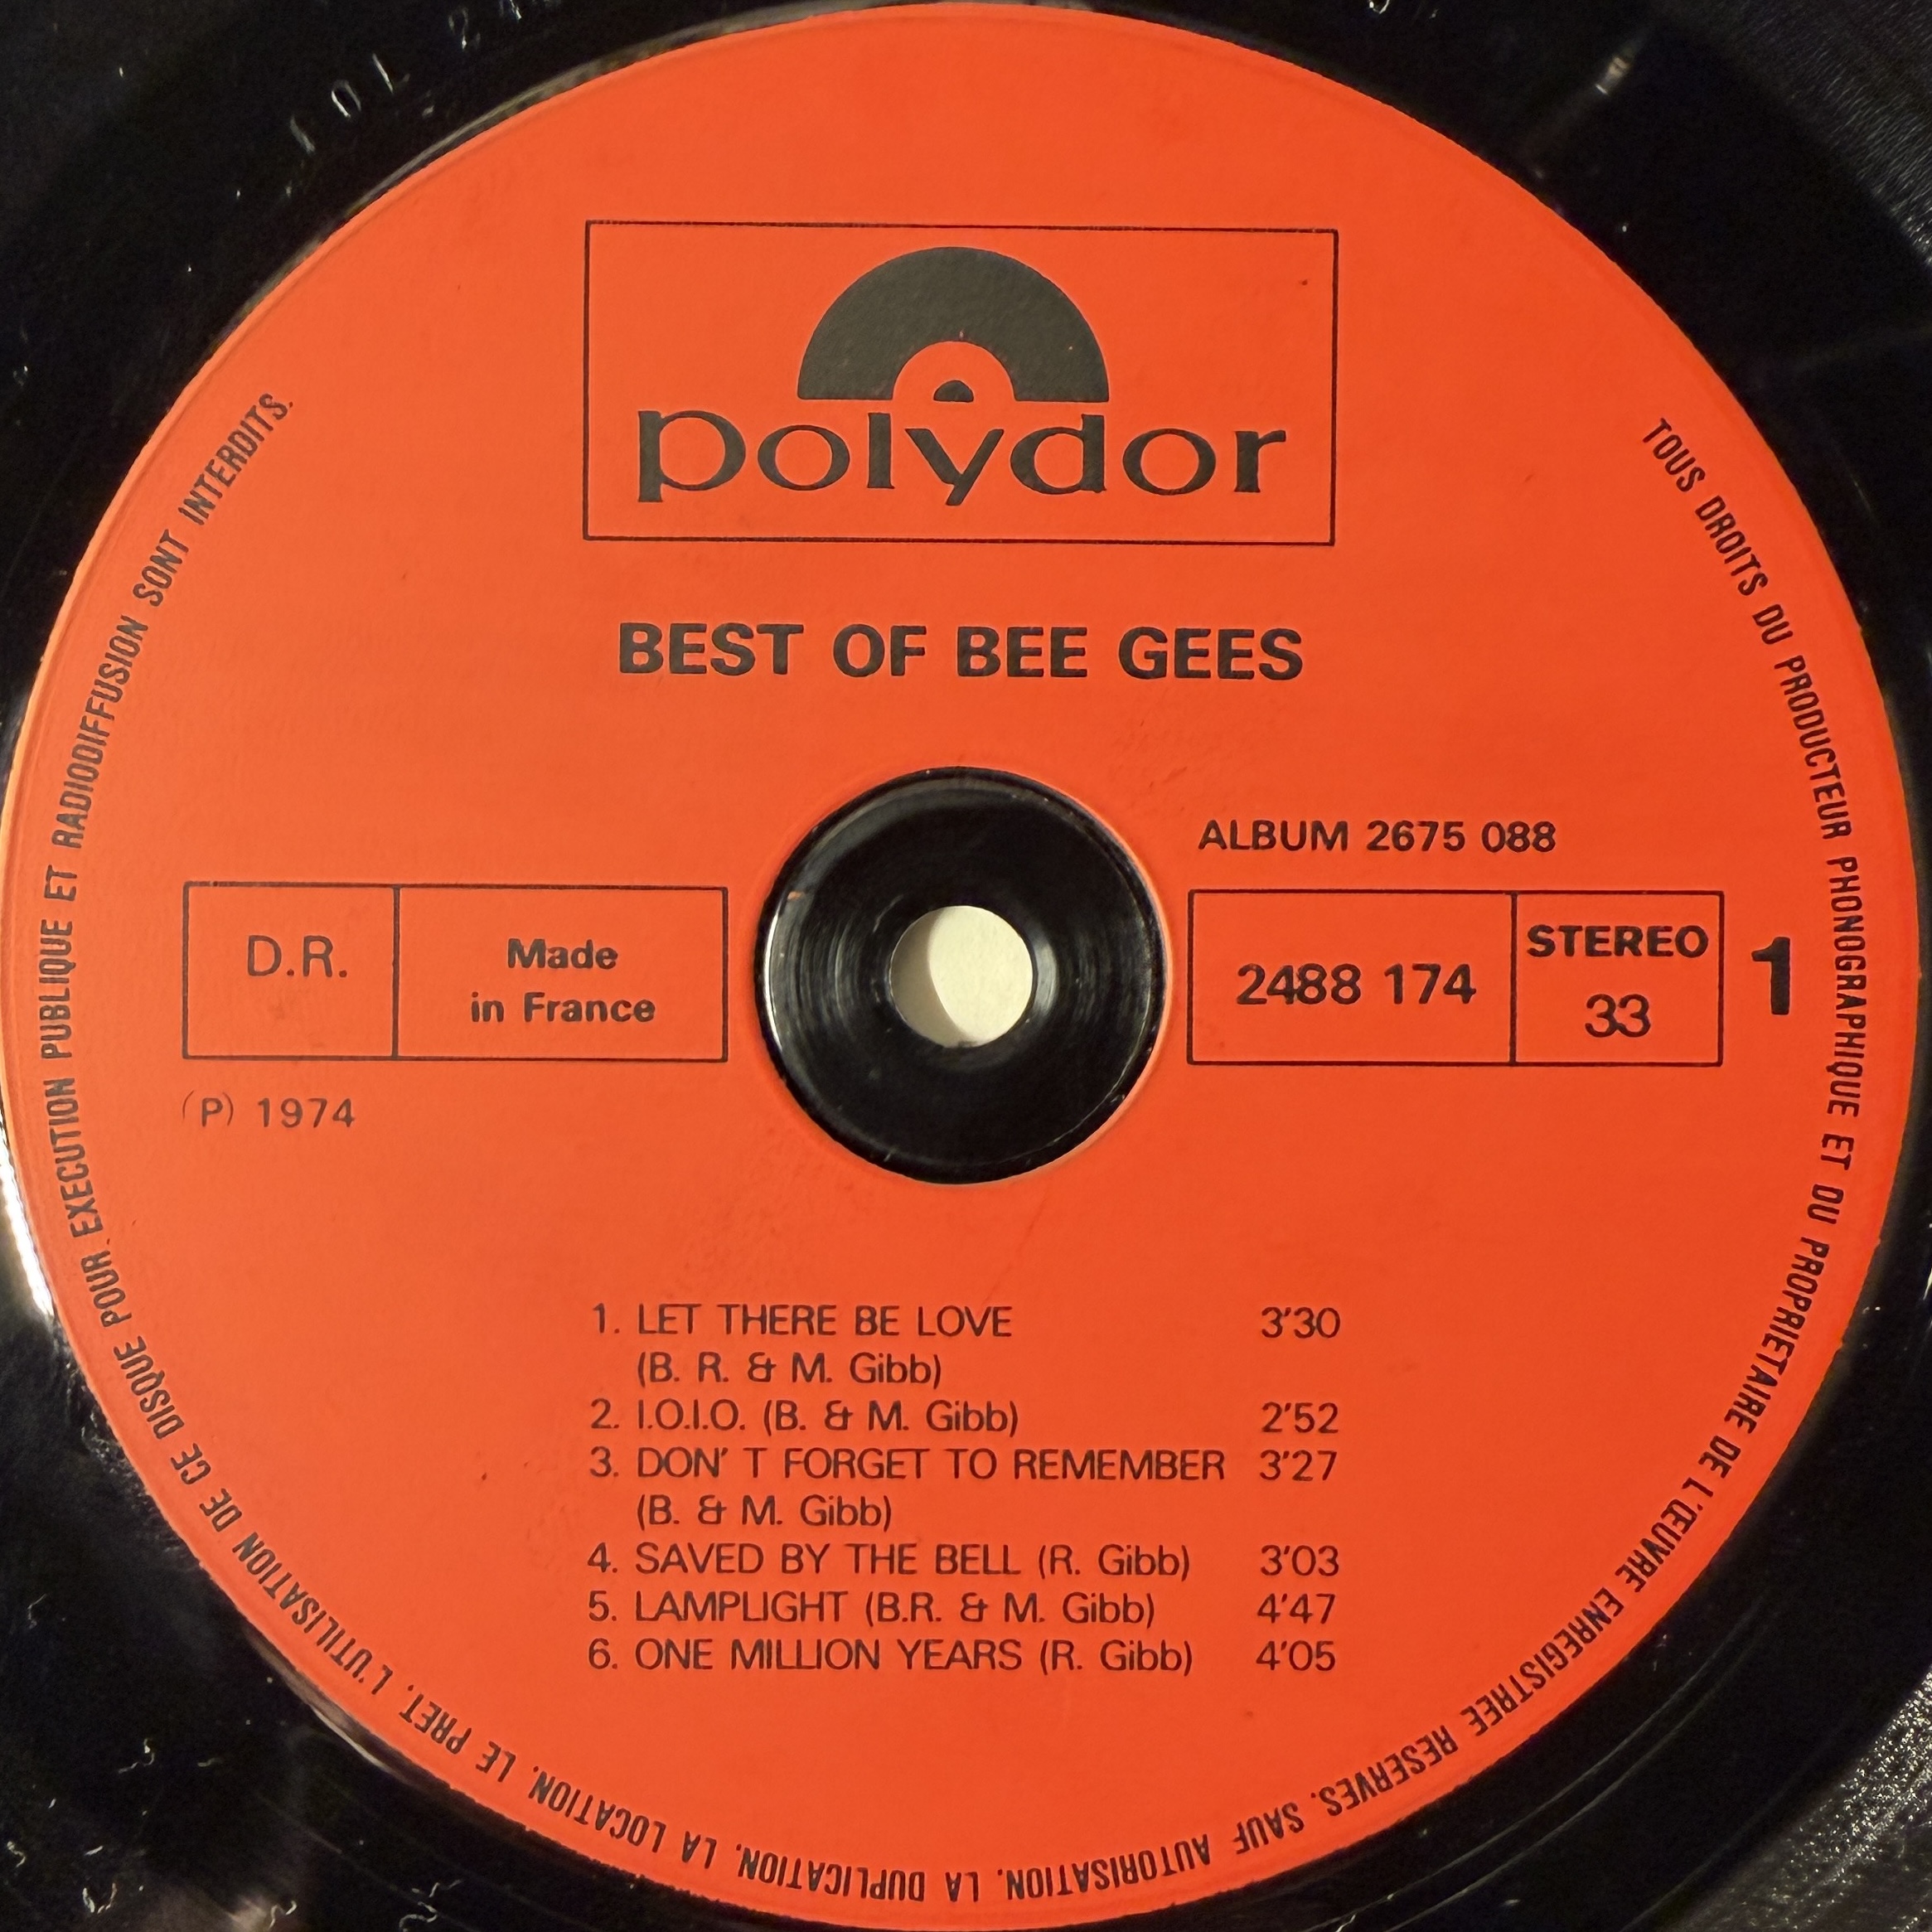 polydor
BEST OF BEE GEES
ALBUM 2675 088
D.R.
Made
in France
2488 174
STEREO
33
1
(P) 1974
1. LET THERE BE LOVE 3'30
(B. R. & M. Gibb)
2. I.O.I.O. (B. & M. Gibb) 2'52
3. DON' T FORGET TO REMEMBER 3'27
(B. & M. Gibb)
4. SAVED BY THE BELL (R. Gibb) 3'03
5. LAMPLIGHT (B.R. & M. Gibb) 4'47
6. ONE MILLION YEARS (R. Gibb) 4'05
TOUS DROITS DU PRODUCTEUR PHONOGRAPHIQUE ET DU PROPRIETAIRE DE L'ŒUVRE ENREGISTREE RESERVES. SAUF AUTORISATION, LA DUPLICATION, LA LOCATION, LE PRET, L'UTILISATION DE CE DISQUE POUR EXECUTION PUBLIQUE ET RADIODIFFUSION SONT INTERDITS.